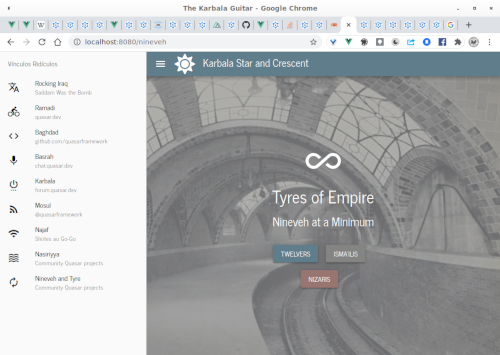 The Karbala Guitar - Google Chrome
localhost:8080/nineveh
Vínculos Ridículos
Rocking Iraq
Saddam Was the Bomb
Ramadi
quasar.dev
Baghdad
github.com/quasarframework
Basrah
chat.quasar.dev
Karbala
forum.quasar.dev
Mosul
@quasarframework
Najaf
Shiites au Go-Go
Nasiriyya
Community Quasar projects
Nineveh and Tyre
Community Quasar projects
Karbala Star and Crescent
Tyres of Empire
Nineveh at a Minimum
TWELVERS
ISMAILIS
NIZARIS